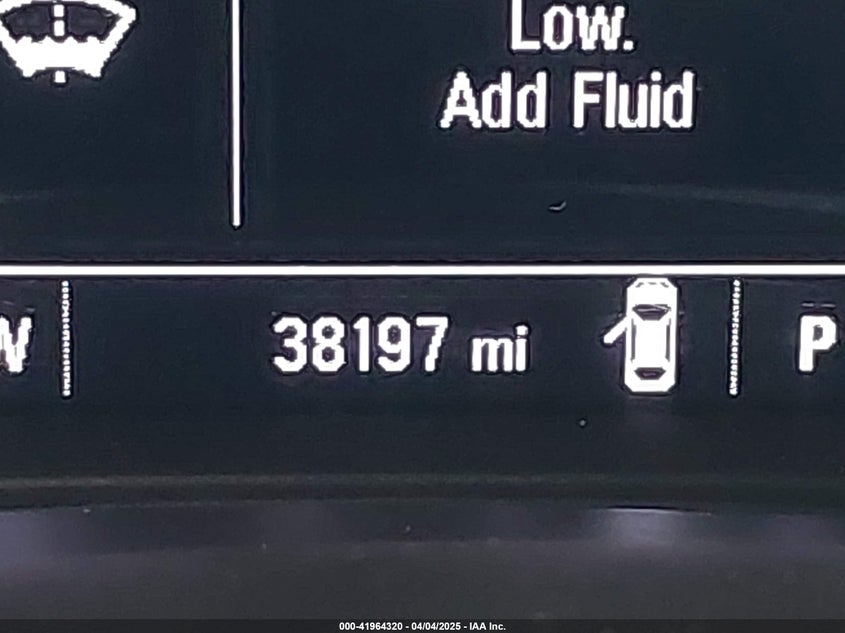 Low.
Add Fluid
W 38197 mi P
000-41964320 - 04/04/2025 - IAA Inc.